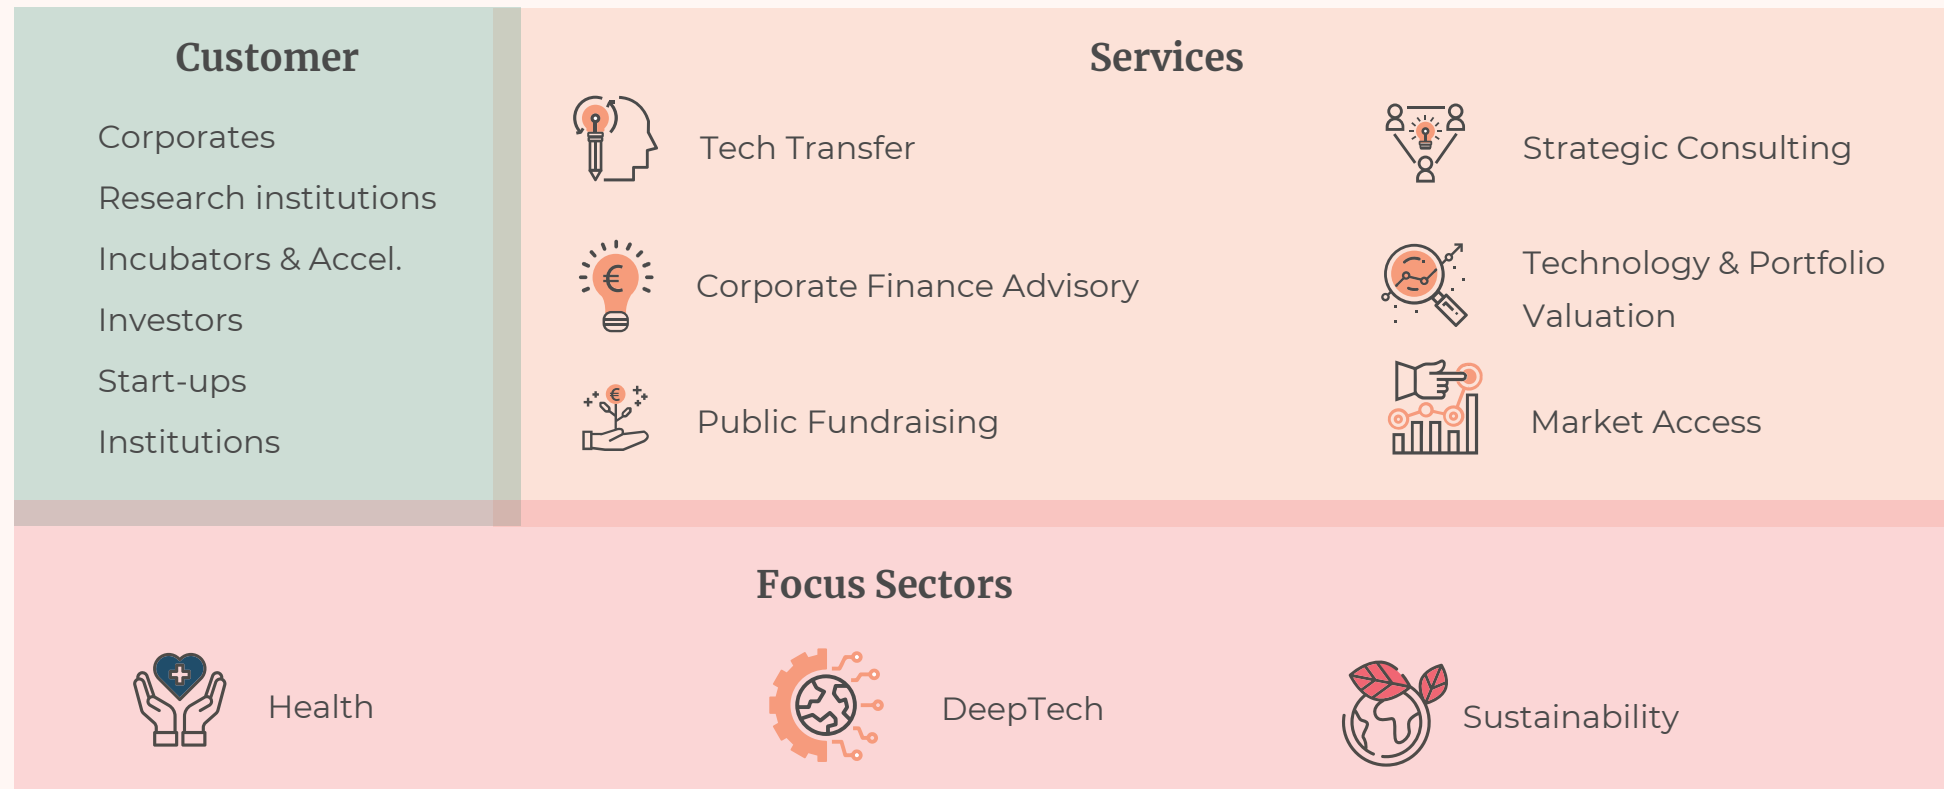 Customer
Corporates
Research institutions
Incubators & Accel.
Investors
Start-ups
Institutions
Services
Tech Transfer
Strategic Consulting
€
Corporate Finance Advisory
Technology & Portfolio
Valuation
€
Public Fundraising
Market Access
Focus Sectors
Health
DeepTech
Sustainability